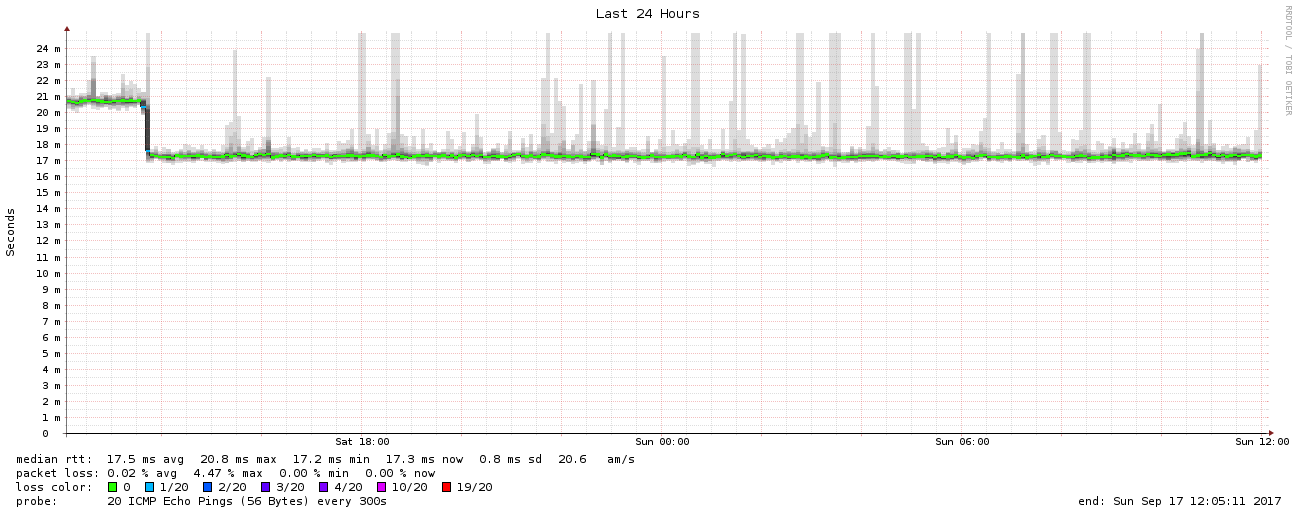 Last 24 Hours
RRDTOOL / TOBI OETIKER
Seconds
24 m
23 m
22 m
21 m
20 m
19 m
18 m
17 m
16 m
15 m
14 m
13 m
12 m
11 m
10 m
9 m
8 m
7 m
6 m
5 m
4 m
3 m
2 m
1 m
0
Sat 18:00 Sun 00:00 Sun 06:00 Sun 12:00
median rtt: 17.5 ms avg 20.8 ms max 17.2 ms min 17.3 ms now 0.8 ms sd 20.6 am/s
packet loss: 0.02 % avg 4.47 % max 0.00 % min 0.00 % now
loss color: 0 1/20 2/20 3/20 4/20 10/20 19/20
probe: 20 ICMP Echo Pings (56 Bytes) every 300s end: Sun Sep 17 12:05:11 2017